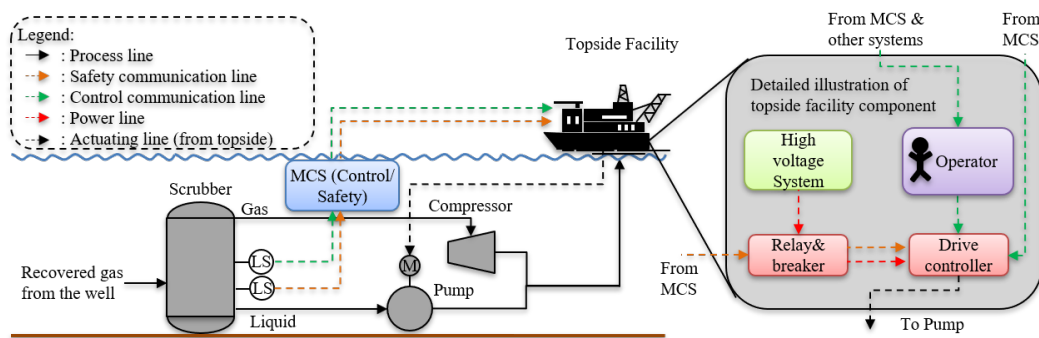 Legend:
: Process line
: Safety communication line
: Control communication line
: Power line
: Actuating line (from topside)
Topside Facility
From MCS &
other systems
From
MCS
Detailed illustration of
topside facility component
High
voltage
System
Operator
Relay&
breaker
Drive
controller
From
MCS
To Pump
MCS (Control/
Safety)
Scrubber
Gas
Compressor
LS
LS
M
Recovered gas
from the well
Pump
Liquid